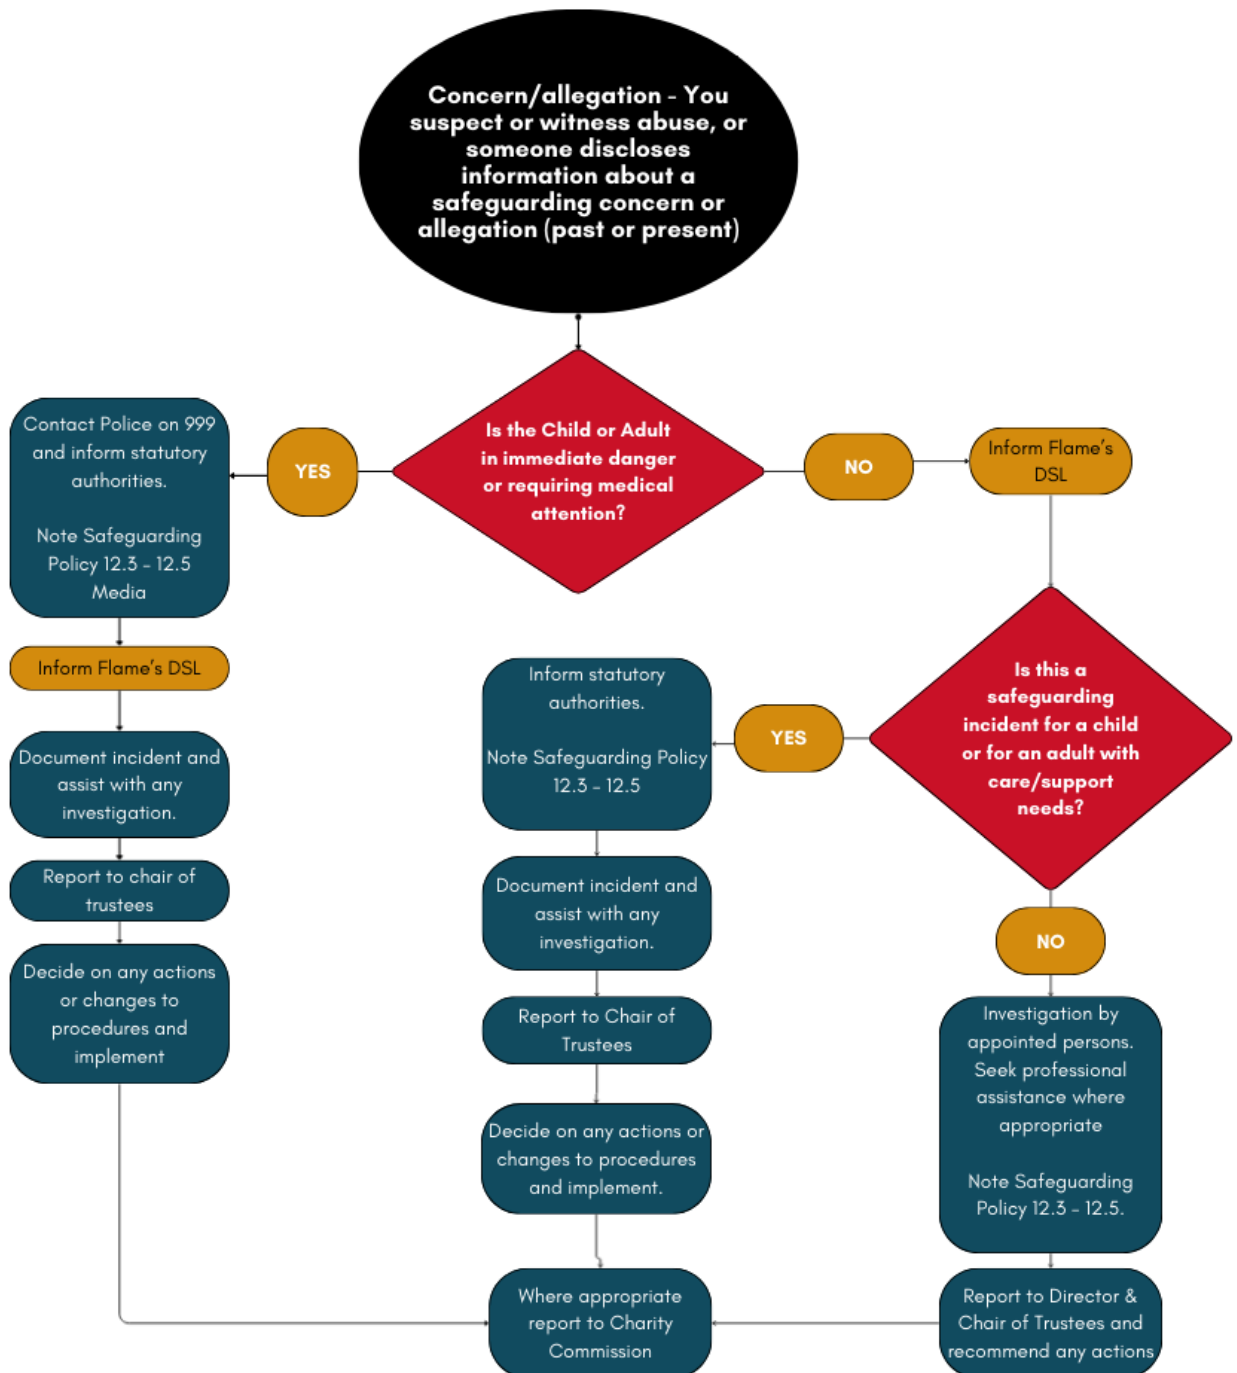 Concern/allegation - You
suspect or witness abuse, or
someone discloses
information about a
safeguarding concern or
allegation (past or present)
Is the Child or Adult
in immediate danger
or requiring medical
attention?
YES
Contact Police on 999
and inform statutory
authorities.
Note Safeguarding
Policy 12.3 - 12.5
Media
Inform Flame's DSL
Document incident and
assist with any
investigation.
Report to chair of
trustees
Decide on any actions
or changes to
procedures and
implement
NO
Inform Flame's
DSL
Is this a
safeguarding
incident for a child
or for an adult with
care/support
needs?
YES
Inform statutory
authorities.
Note Safeguarding Policy
12.3 - 12.5
Document incident and
assist with any
investigation.
Report to Chair of
Trustees
Decide on any actions or
changes to procedures
and implement.
NO
Investigation by
appointed persons.
Seek professional
assistance where
appropriate
Note Safeguarding
Policy 12.3 - 12.5.
Report to Director &
Chair of Trustees and
recommend any actions
Where appropriate
report to Charity
Commission